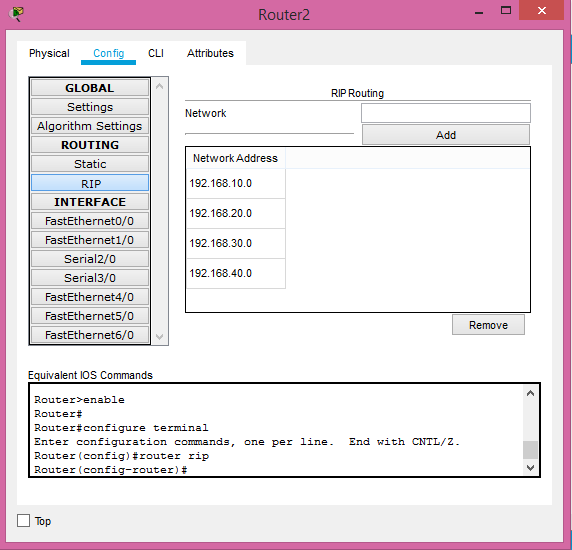 Router2
Physical Config CLI Attributes
GLOBAL
Settings
Algorithm Settings
ROUTING
Static
RIP
INTERFACE
FastEthernet0/0
FastEthernet1/0
Serial2/0
Serial3/0
FastEthernet4/0
FastEthernet5/0
FastEthernet6/0
RIP Routing
Network
Add
Network Address
192.168.10.0
192.168.20.0
192.168.30.0
192.168.40.0
Remove
Equivalent IOS Commands
Router>enable
Router#
Router#configure terminal
Enter configuration commands, one per line.  End with CNTL/Z.
Router(config)#router rip
Router(config-router)#
Top